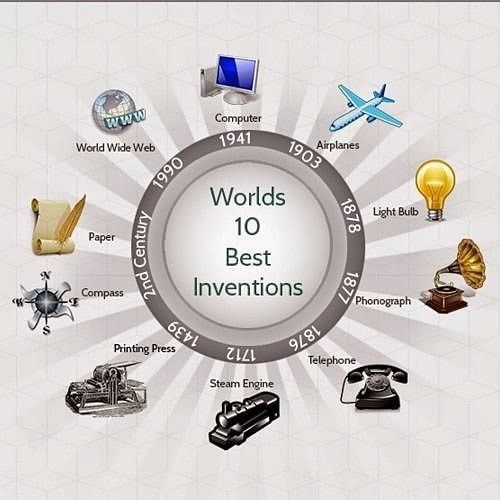 Worlds
10
Best
Inventions
Computer
1941
Airplanes
1903
Light Bulb
1878
Phonograph
1877
Telephone
1876
Steam Engine
1712
Printing Press
1439
Compass
N
E
S
W
2nd Century
Paper
World Wide Web
WWW
1990